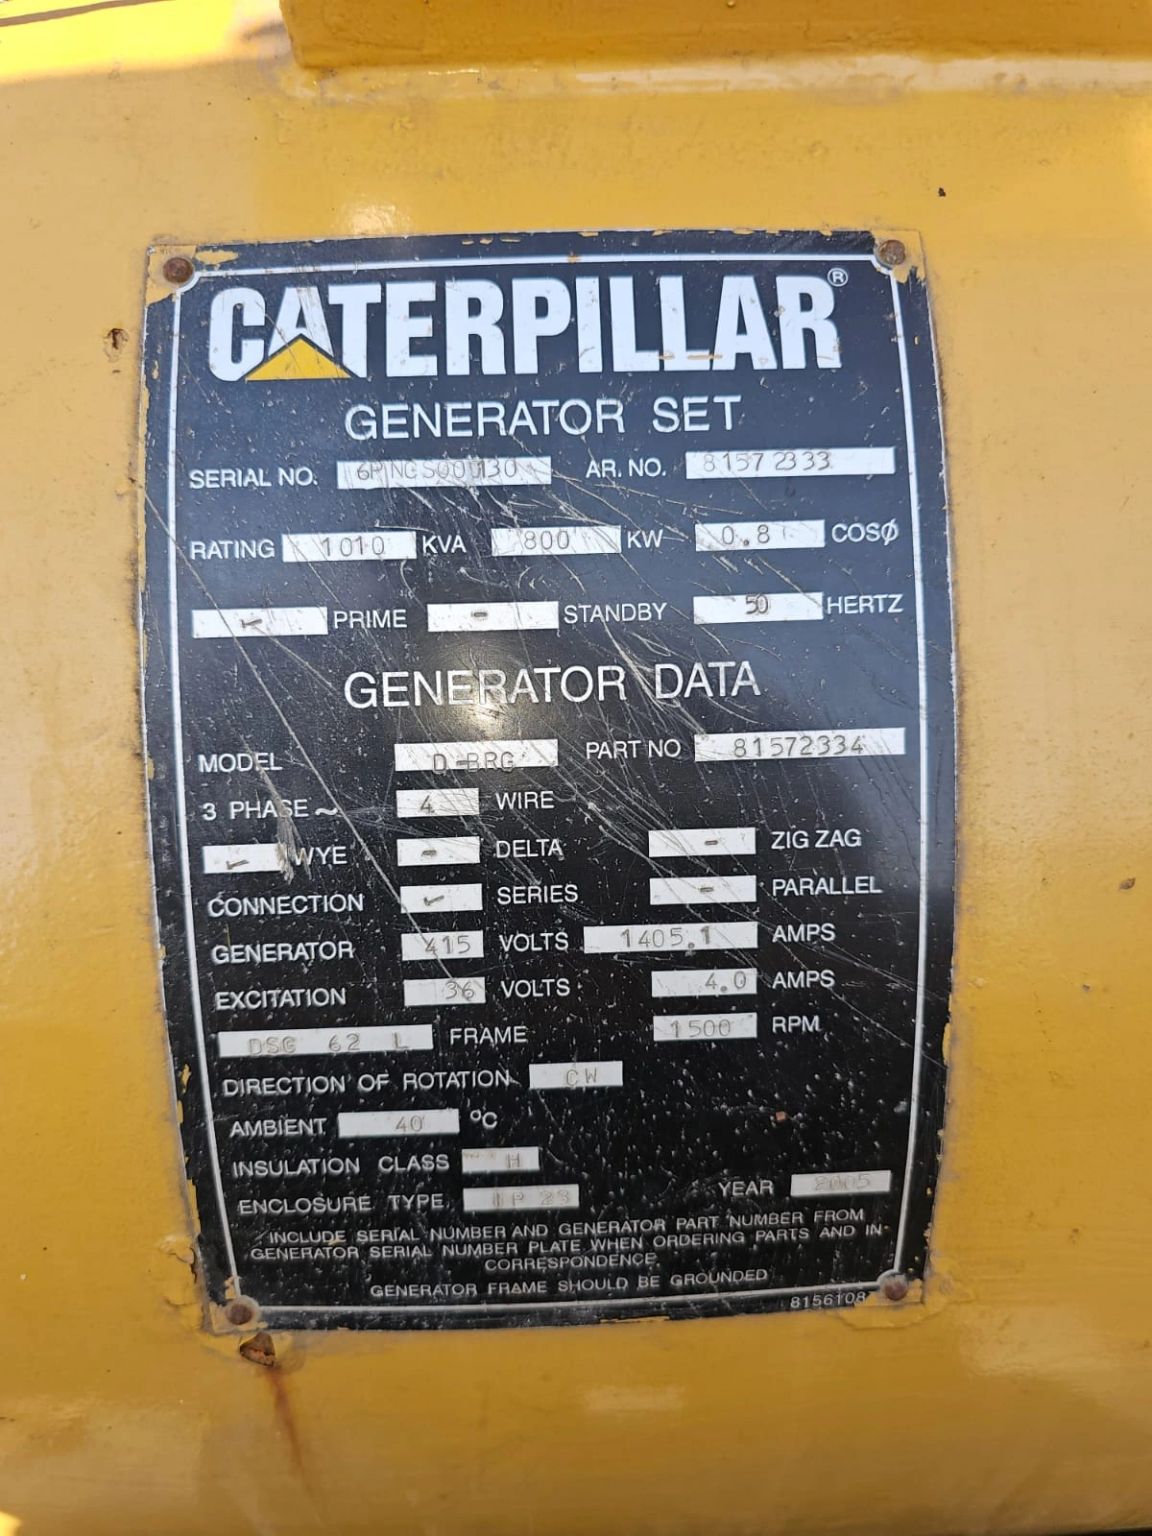 CATERPILLAR®
GENERATOR SET
SERIAL NO. AR. NO. 81572333
RATING 1010 KVA 800 KW 0.8 COSØ
✓ PRIME - STANDBY 50 HERTZ
GENERATOR DATA
MODEL D-BRG PART NO 81572334
3 PHASE ~ 4 WIRE
✓ WYE - DELTA - ZIG ZAG
CONNECTION ✓ SERIES - PARALLEL
GENERATOR 415 VOLTS 1405.1 AMPS
EXCITATION 36 VOLTS 4.0 AMPS
DSG 62 L FRAME 1500 RPM
DIRECTION OF ROTATION CW
AMBIENT 40 °C
INSULATION CLASS H
ENCLOSURE TYPE IP 23 YEAR 2005
INCLUDE SERIAL NUMBER AND GENERATOR PART NUMBER FROM
GENERATOR SERIAL NUMBER PLATE WHEN ORDERING PARTS AND IN
CORRESPONDENCE
GENERATOR FRAME SHOULD BE GROUNDED